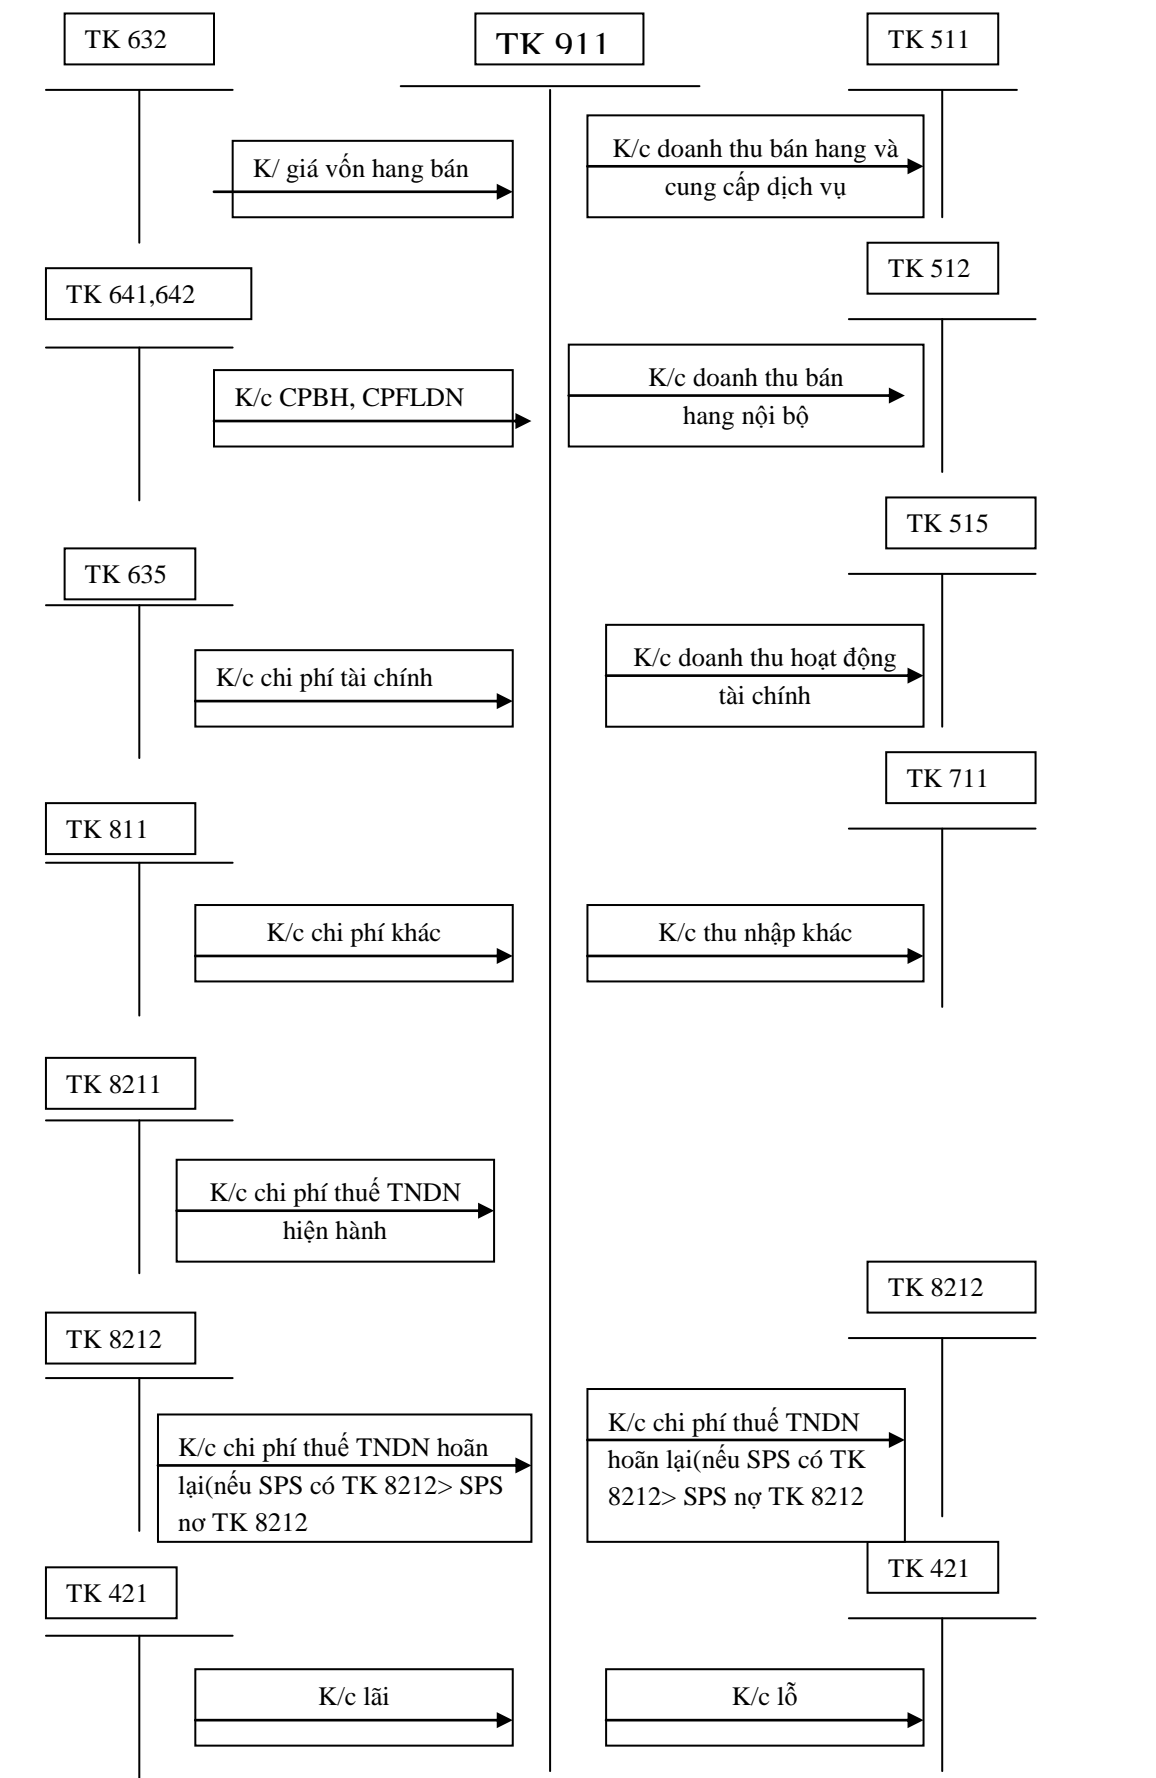 TK 632
TK 911
TK 511
K/ giá vốn hang bán
K/c doanh thu bán hang và
cung cấp dịch vụ
TK 641,642
TK 512
K/c CPBH, CPFLDN
K/c doanh thu bán
hang nội bộ
TK 515
TK 635
K/c chi phí tài chính
K/c doanh thu hoạt động
tài chính
TK 711
TK 811
K/c chi phí khác
K/c thu nhập khác
TK 8211
K/c chi phí thuế TNDN
hiện hành
TK 8212
TK 8212
K/c chi phí thuế TNDN hoãn
lại(nếu SPS có TK 8212> SPS
nơ TK 8212
K/c chi phí thuế TNDN
hoãn lại(nếu SPS có TK
8212> SPS nợ TK 8212
TK 421
TK 421
K/c lãi
K/c lỗ